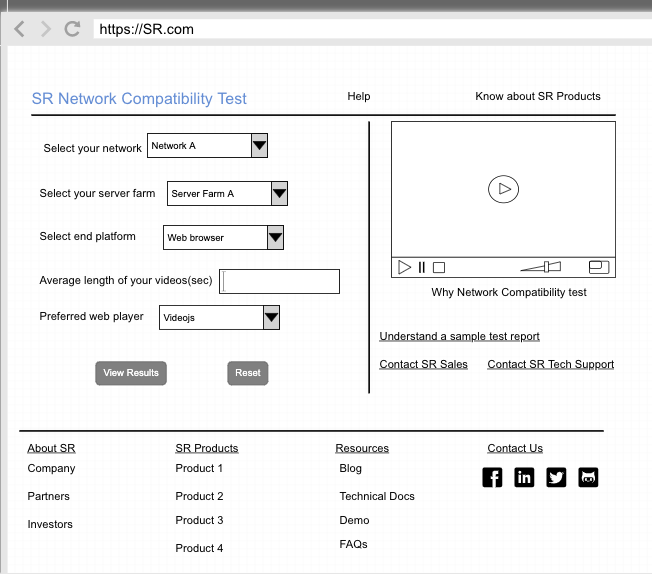 https://SR.com
SR Network Compatibility Test
Help
Know about SR Products
Select your network
Network A
Select your server farm
Server Farm A
Select end platform
Web browser
Average length of your videos(sec)
Preferred web player
Videojs
View Results
Reset
Why Network Compatibility test
Understand a sample test report
Contact SR Sales
Contact SR Tech Support
About SR
Company
Partners
Investors
SR Products
Product 1
Product 2
Product 3
Product 4
Resources
Blog
Technical Docs
Demo
FAQs
Contact Us